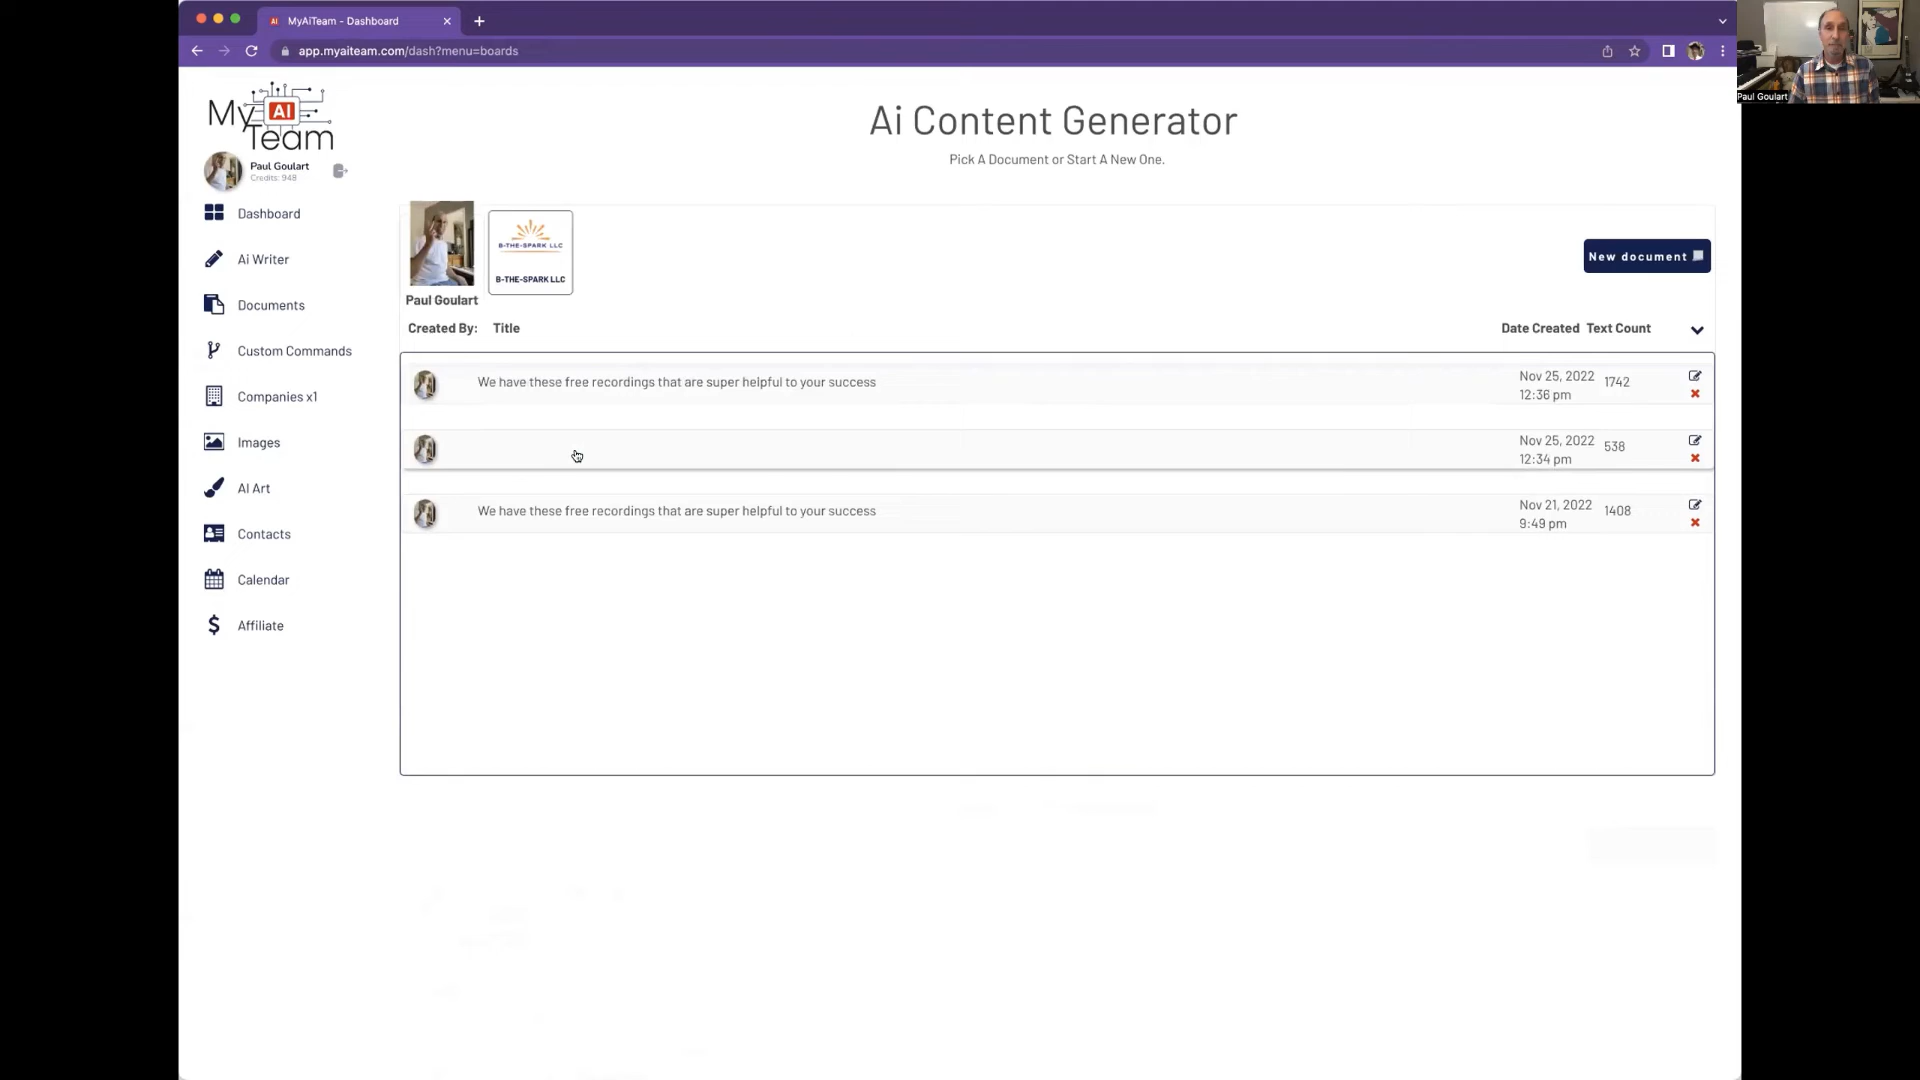 MyAiTeam - Dashboard
app.myaiteam.com/dash?menu=boards
Paul Goulart
My AI Team
Paul Goulart
Credits: 948
Dashboard
Ai Writer
Documents
Custom Commands
Companies x1
Images
AI Art
Contacts
Calendar
Affiliate
Ai Content Generator
Pick A Document or Start A New One.
B-THE-SPARK LLC
B-THE-SPARK LLC
Paul Goulart
New document
Created By: Title Date Created Text Count
We have these free recordings that are super helpful to your success Nov 25, 2022 12:36 pm 1742
Nov 25, 2022 12:34 pm 538
We have these free recordings that are super helpful to your success Nov 21, 2022 9:49 pm 1408